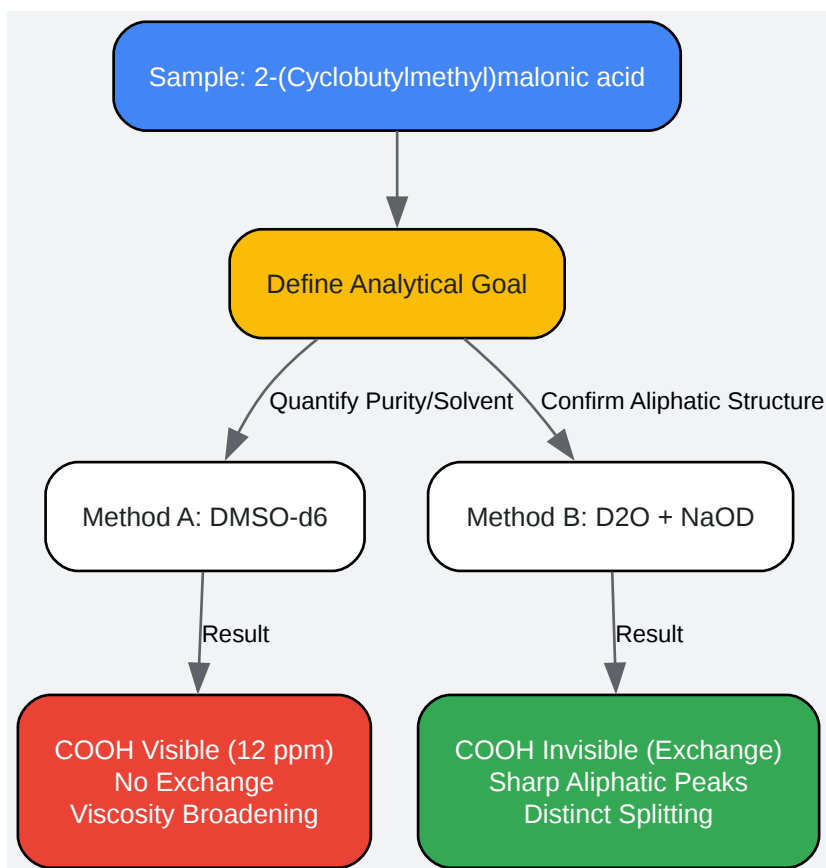 Sample: 2-(Cyclobutylmethyl)malonic acid
Define Analytical Goal
Quantify Purity/Solvent
Confirm Aliphatic Structure
Method A: DMSO-d6
Method B: D2O + NaOD
Result
Result
COOH Visible (12 ppm)
No Exchange
Viscosity Broadening
COOH Invisible (Exchange)
Sharp Aliphatic Peaks
Distinct Splitting